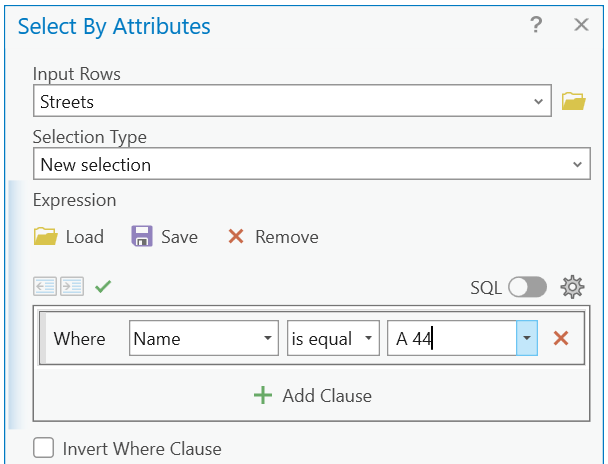 Select By Attributes ?
Input Rows
Streets
Selection Type
New selection
Expression
Load Save Remove
SQL
Where Name is equal A 44
Add Clause
Invert Where Clause